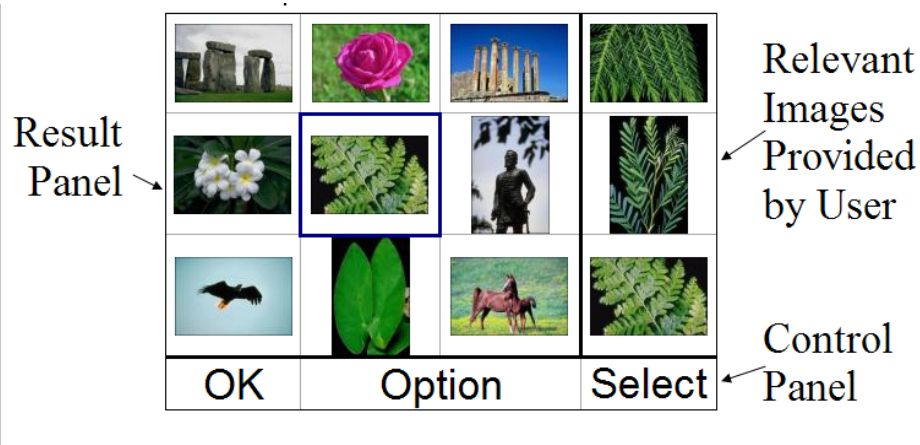 Result
Panel
Relevant
Images
Provided
by User
OK
Option
Select
Control
Panel